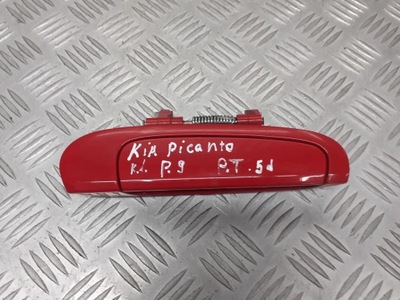 Kia Picanto
K.L. P.9 P.T. 5d